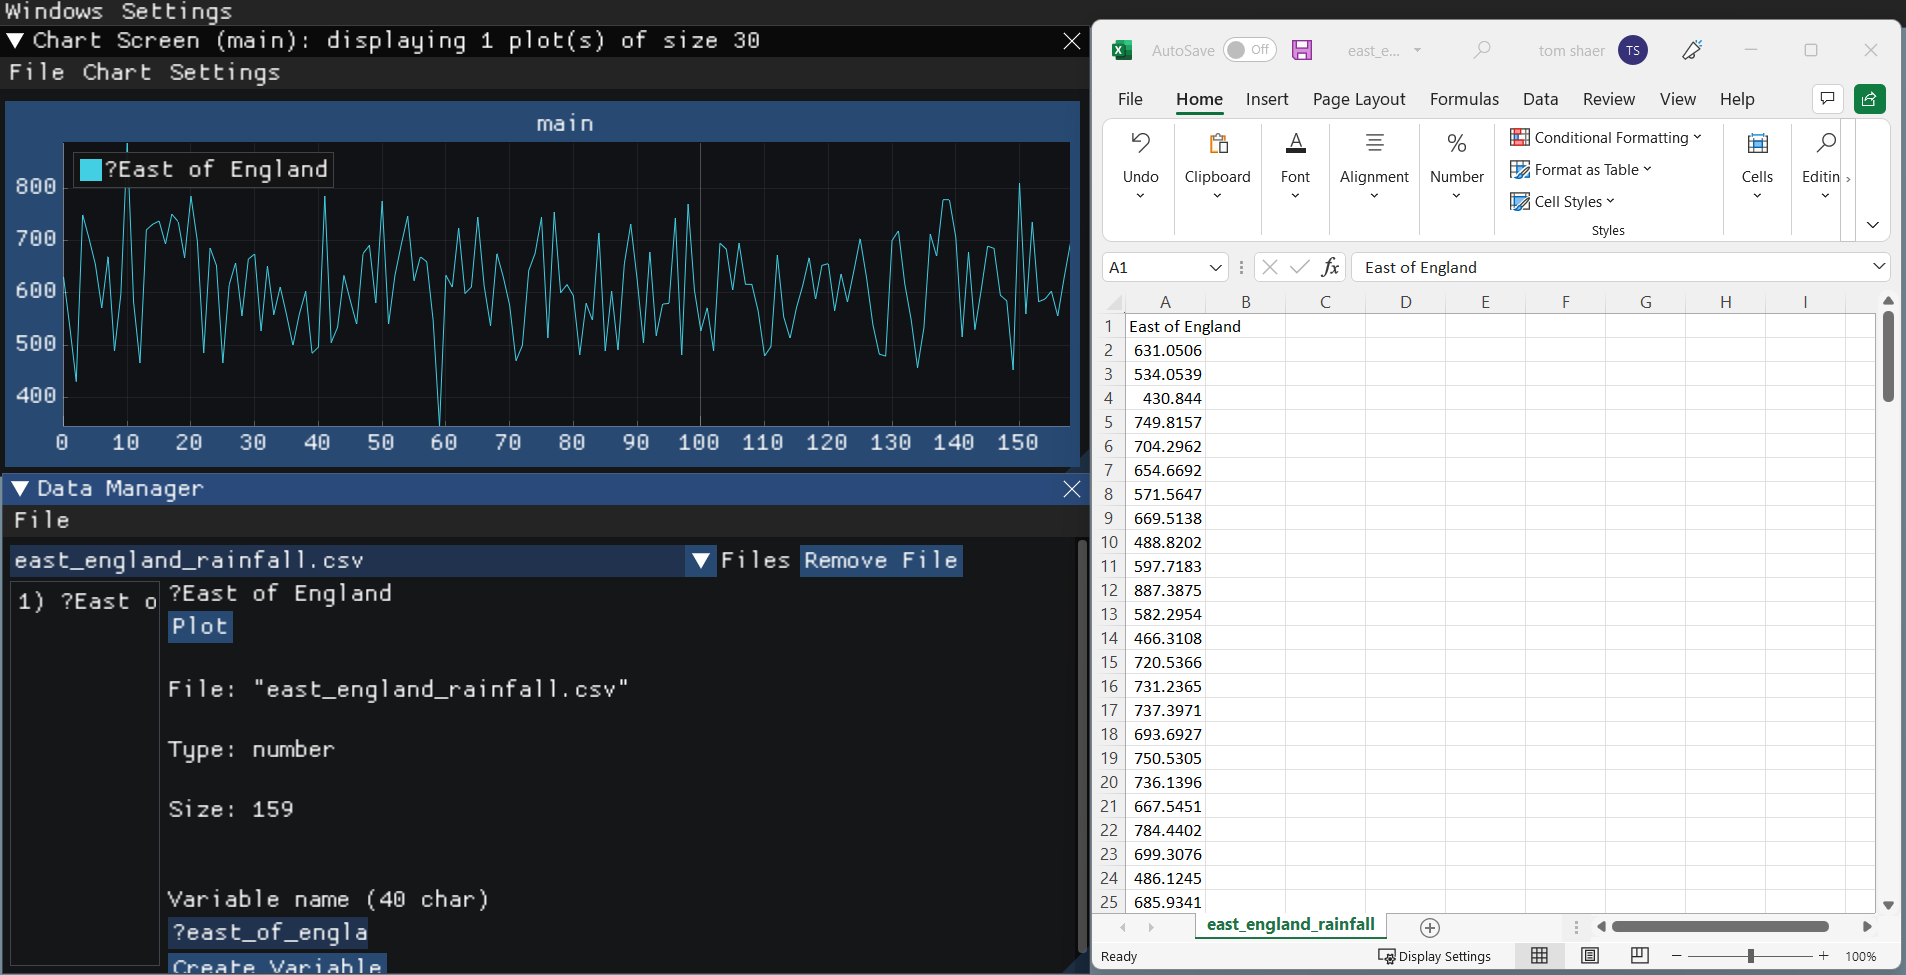 Windows Settings
Chart Screen (main): displaying 1 plot(s) of size 30
File Chart Settings
main
?East of England
800
700
600
500
400
0 10 20 30 40 50 60 70 80 90 100 110 120 130 140 150
Data Manager
File
east_england_rainfall.csv
Files
Remove File
1) ?East o
?East of England
Plot
File: "east_england_rainfall.csv"
Type: number
Size: 159
Variable name (40 char)
?east_of_engla
Create Variable
AutoSave Off east_e... tom shaer TS
File Home Insert Page Layout Formulas Data Review View Help
Undo Clipboard Font Alignment Number
Conditional Formatting
Format as Table
Cell Styles
Styles
Cells Editin
A1 fx East of England
A B C D E F G H I
1 East of England
2 631.0506
3 534.0539
4 430.844
5 749.8157
6 704.2962
7 654.6692
8 571.5647
9 669.5138
10 488.8202
11 597.7183
12 887.3875
13 582.2954
14 466.3108
15 720.5366
16 731.2365
17 737.3971
18 693.6927
19 750.5305
20 736.1396
21 667.5451
22 784.4402
23 699.3076
24 486.1245
25 685.9341
east_england_rainfall
Ready Display Settings 100%